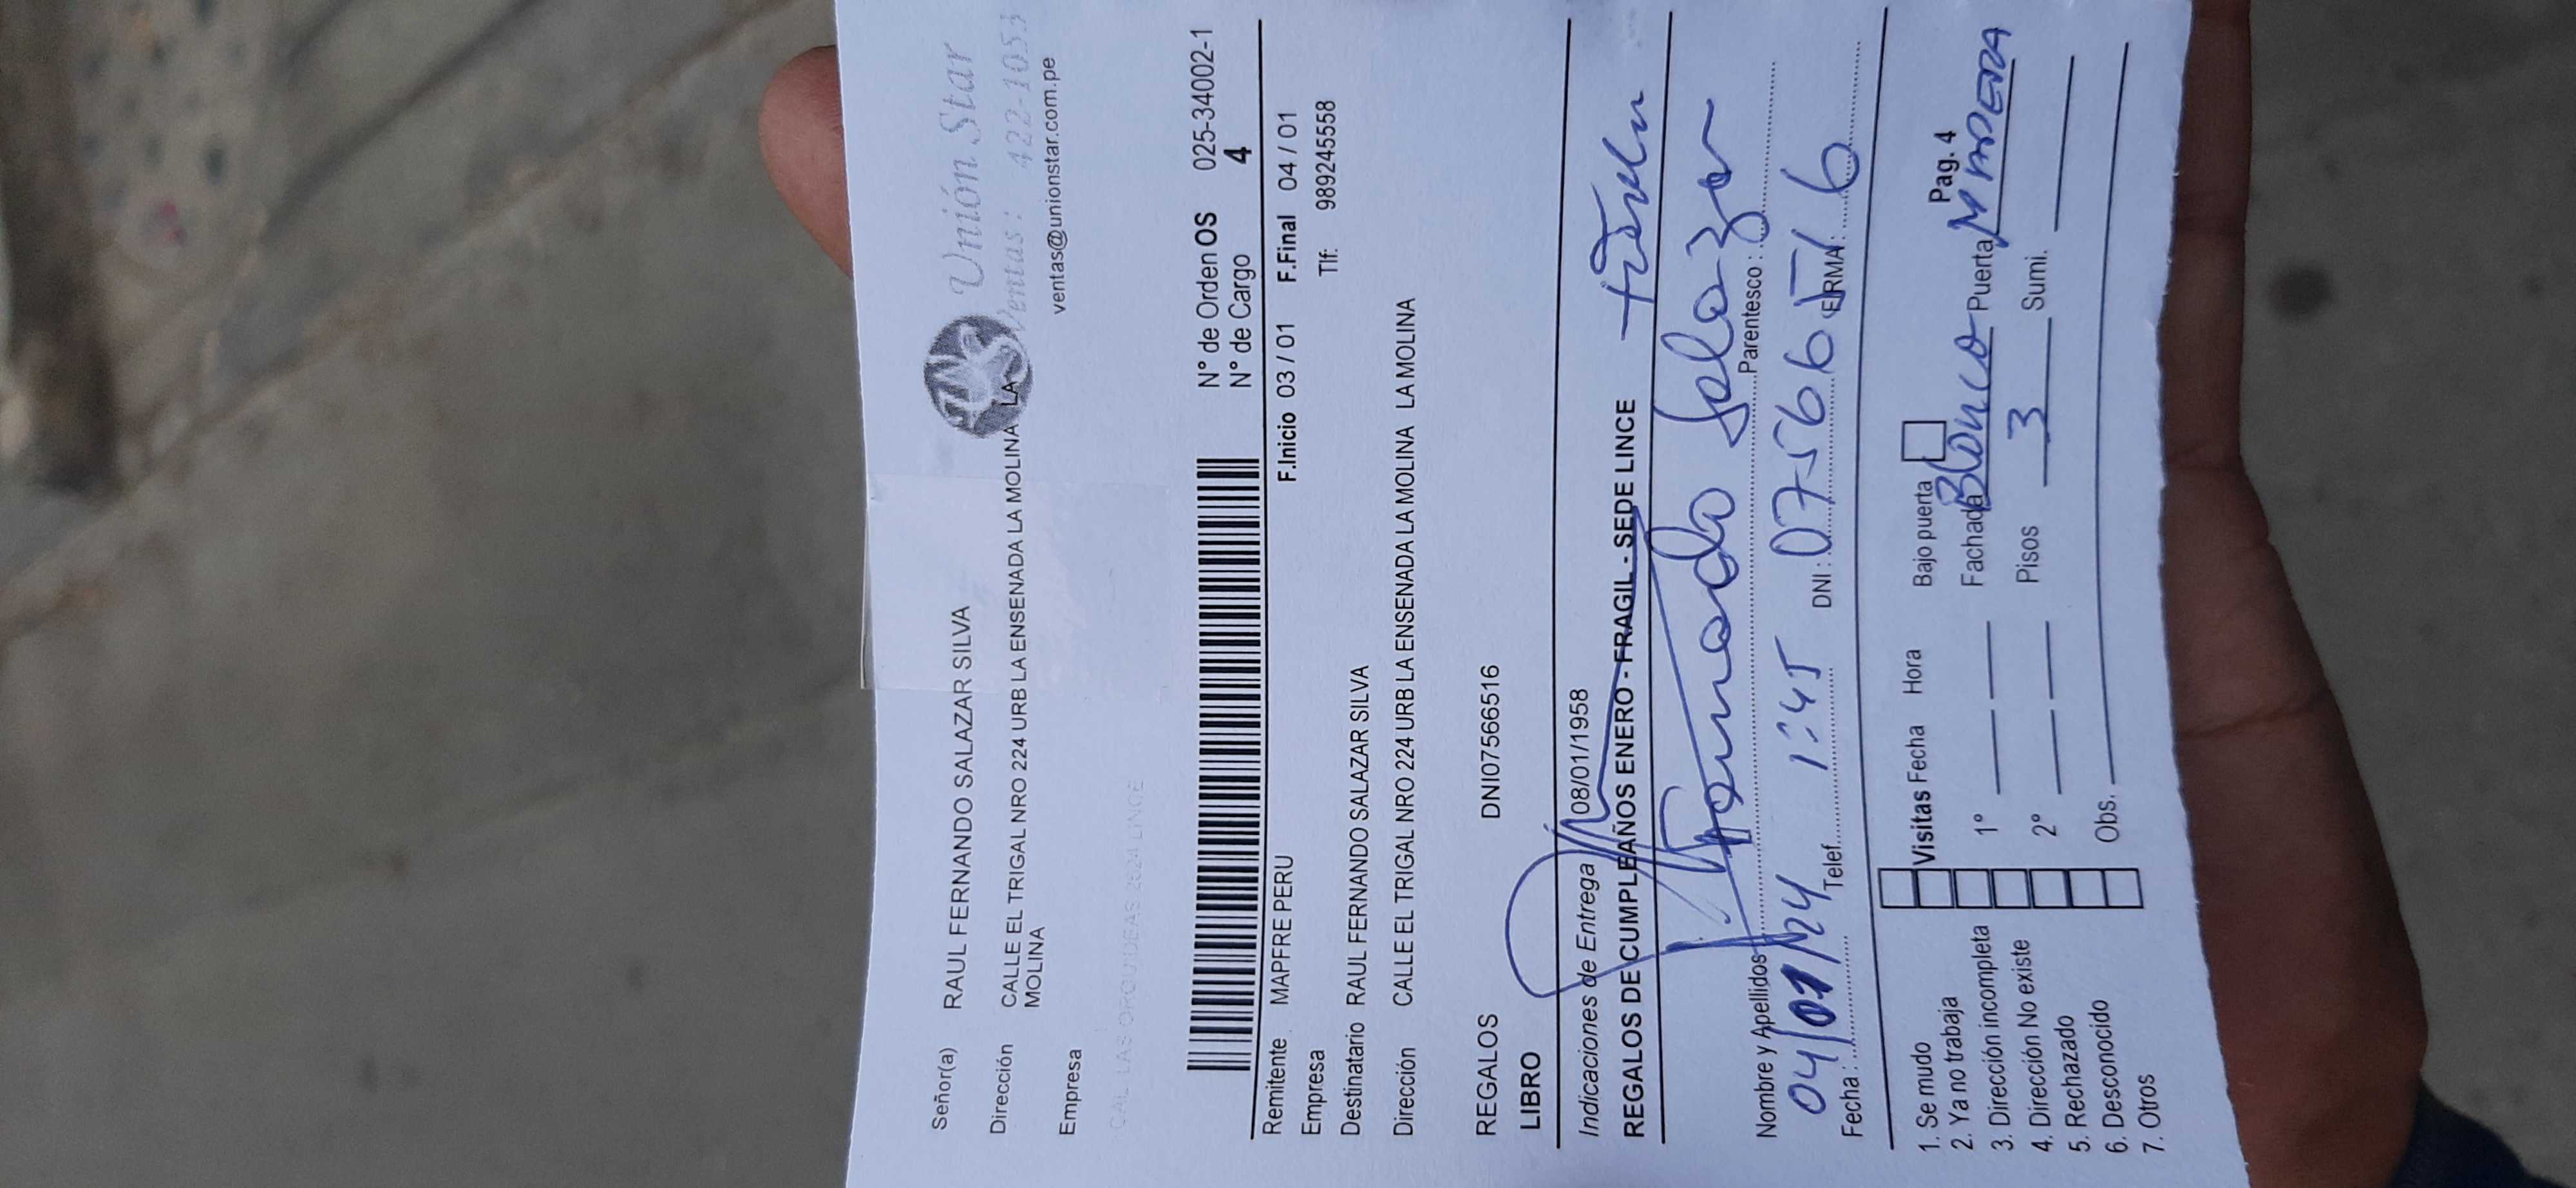 Unión Star
Ventas: 422-1053
ventas@unionstar.com.pe
Señor(a) RAUL FERNANDO SALAZAR SILVA
Dirección CALLE EL TRIGAL NRO 224 URB LA ENSENADA LA MOLINA LA
MOLINA
Empresa
N° de Orden OS 025-34002-1
N° de Cargo 4
Remitente MAPFRE PERU F.Inicio 03 / 01 F.Final 04 / 01
Empresa Tlf: 989245558
Destinatario RAUL FERNANDO SALAZAR SILVA
Dirección CALLE EL TRIGAL NRO 224 URB LA ENSENADA LA MOLINA LA MOLINA
REGALOS DNI07566516
LIBRO
Indicaciones de Entrega 08/01/1958
REGALOS DE CUMPLEAÑOS ENERO - FRAGIL - SEDE LINCE
Fernando Salazar
Nombre y Apellidos Parentesco:
04/01/24 1:45 07566516
Fecha: Telef. DNI: FIRMA:
Pag. 4
1. Se mudo Visitas Fecha Hora Bajo puerta
2. Ya no trabaja
3. Dirección incompleta 1° Fachada Blanco Puerta MADERA
4. Dirección No existe
5. Rechazado 2° Pisos 3 Sumi.
6. Desconocido
7. Otros Obs.